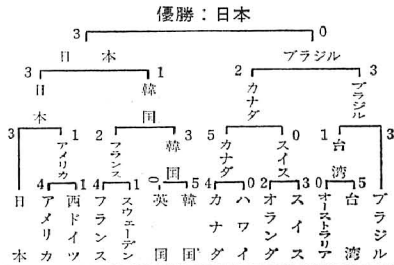 優勝：日本
3 0
日本 ブラジル
3 1 2 3
日本 韓国 カナダ ブラジル
3 1 2 3 5 0 1 3
アメリカ フランス 韓国 カナダ スイス 台湾
4 1 4 1 0 5 4 0 2 3 0 5
日本 アメリカ 西ドイツ フランス スウェーデン 英国 韓国 カナダ ハワイ オランダ スイス オーストラリア 台湾 ブラジル